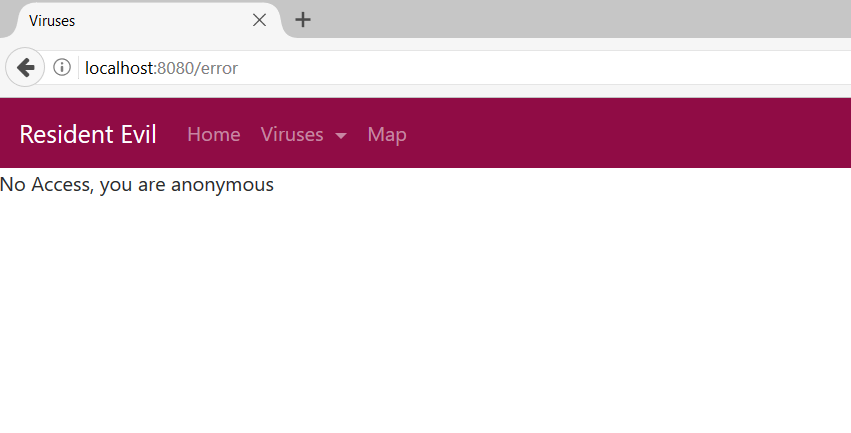 Viruses
localhost:8080/error
Resident Evil Home Viruses Map
No Access, you are anonymous